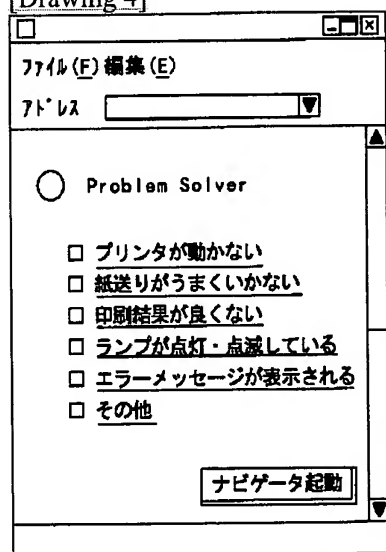 [Drawing 4]
ファイル(F) 編集(E)
アドレス
Problem Solver
プリンタが動かない
紙送りがうまくいかない
印刷結果が良くない
ランプが点灯・点滅している
エラーメッセージが表示される
その他
ナビゲータ起動